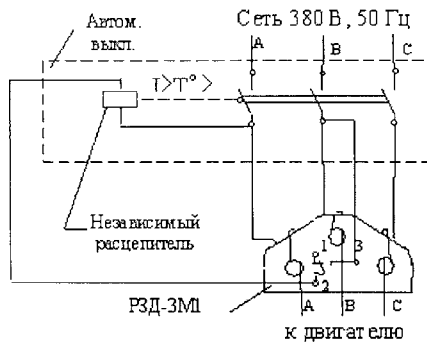 Автом.
выкл.
Сеть 380 В, 50 Гц
А В С
I>T°>
Независимый
расцепитель
1 3
2
РЗД-3М1
А В С
к двигателю